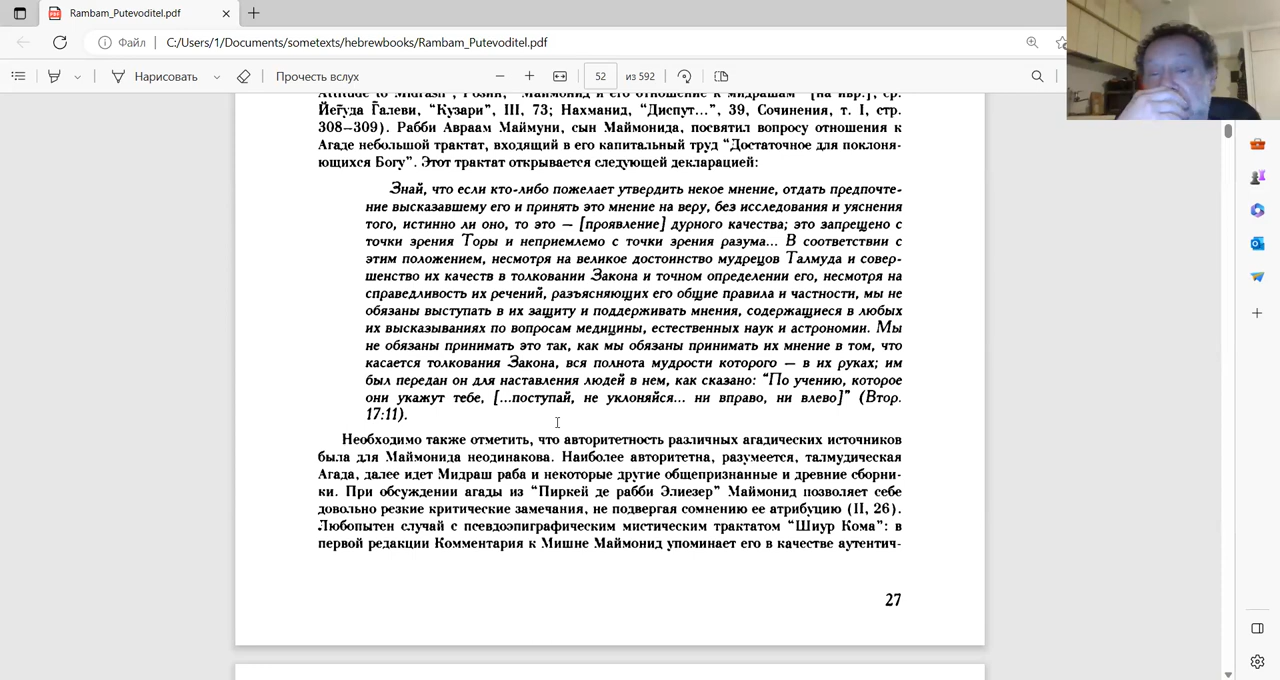 Rambam_Putevoditel.pdf
Файл
C:/Users/1/Documents/sometexts/hebrewbooks/Rambam_Putevoditel.pdf
Нарисовать
Прочесть вслух
52
из 592
Attitude to Midrash”, Розин, “Маймонид и его отношение к мидрашам” [на ивр.], ср.
Йегуда Галеви, “Кузари”, III, 73; Нахманид, “Диспут...”, 39, Сочинения, т. I, стр.
308–309). Рабби Авраам Маймуни, сын Маймонида, посвятил вопросу отношения к
Агаде небольшой трактат, входящий в его капитальный труд “Достаточное для поклоня-
ющихся Богу”. Этот трактат открывается следующей декларацией:
Знай, что если кто-либо пожелает утвердить некое мнение, отдать предпочте-
ние высказавшему его и принять это мнение на веру, без исследования и уяснения
того, истинно ли оно, то это — [проявление] дурного качества; это запрещено с
точки зрения Торы и неприемлемо с точки зрения разума... В соответствии с
этим положением, несмотря на великое достоинство мудрецов Талмуда и совер-
шенство их качеств в толковании Закона и точном определении его, несмотря на
справедливость их речений, разъясняющих его общие правила и частности, мы не
обязаны выступать в их защиту и поддерживать мнения, содержащиеся в любых
их высказываниях по вопросам медицины, естественных наук и астрономии. Мы
не обязаны принимать это так, как мы обязаны принимать их мнение в том, что
касается толкования Закона, вся полнота мудрости которого — в их руках; им
был передан он для наставления людей в нем, как сказано: “По учению, которое
они укажут тебе, [...поступай, не уклоняйся... ни вправо, ни влево]” (Втор.
17:11).
Необходимо также отметить, что авторитетность различных агадических источников
была для Маймонида неодинакова. Наиболее авторитетна, разумеется, талмудическая
Агада, далее идет Мидраш раба и некоторые другие общепризнанные и древние сборни-
ки. При обсуждении агады из “Пиркей де рабби Элиезер” Маймонид позволяет себе
довольно резкие критические замечания, не подвергая сомнению ее атрибуцию (II, 26).
Любопытен случай с псевдоэпиграфическим мистическим трактатом “Шиур Кома”: в
первой редакции Комментария к Мишне Маймонид упоминает его в качестве аутентич-
27